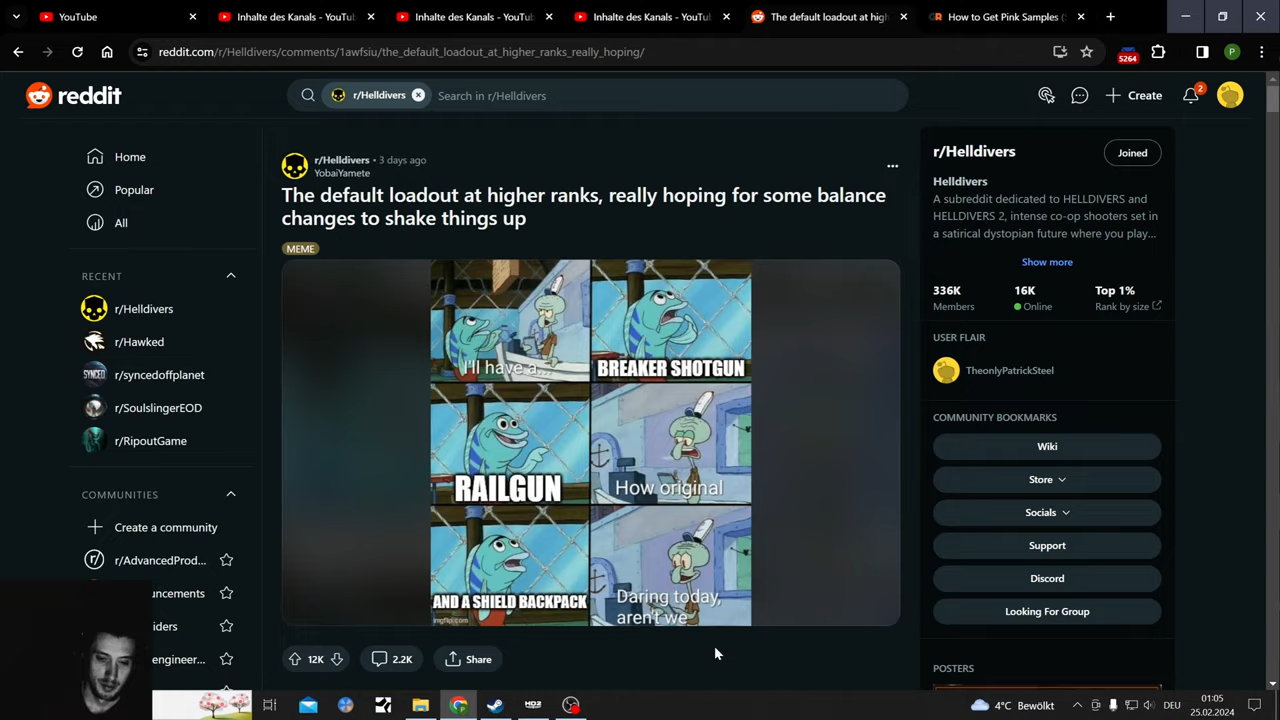 YouTube
Inhalte des Kanals - YouTub
Inhalte des Kanals - YouTub
Inhalte des Kanals - YouTub
The default loadout at high
How to Get Pink Samples (S
reddit.com/r/Helldivers/comments/1awfsiu/the_default_loadout_at_higher_ranks_really_hoping/
5264
P
reddit
r/Helldivers
Search in r/Helldivers
Create
2
Home
Popular
All
RECENT
r/Helldivers
r/Hawked
r/syncedoffplanet
r/SoulslingerEOD
r/RipoutGame
COMMUNITIES
Create a community
r/AdvancedProd...
uncements
iders
engineer...
r/Helldivers • 3 days ago
YobaiYamete
The default loadout at higher ranks, really hoping for some balance
changes to shake things up
MEME
I'll have a...
BREAKER SHOTGUN
RAILGUN
How original
AND A SHIELD BACKPACK
Daring today,
aren't we
imgflip.com
12K
2.2K
Share
r/Helldivers
Joined
Helldivers
A subreddit dedicated to HELLDIVERS and
HELLDIVERS 2, intense co-op shooters set in
a satirical dystopian future where you play...
Show more
336K
16K
Top 1%
Members
Online
Rank by size
USER FLAIR
TheonlyPatrickSteel
COMMUNITY BOOKMARKS
Wiki
Store
Socials
Support
Discord
Looking For Group
POSTERS
HD2
4°C Bewölkt
DEU
01:05
25.02.2024